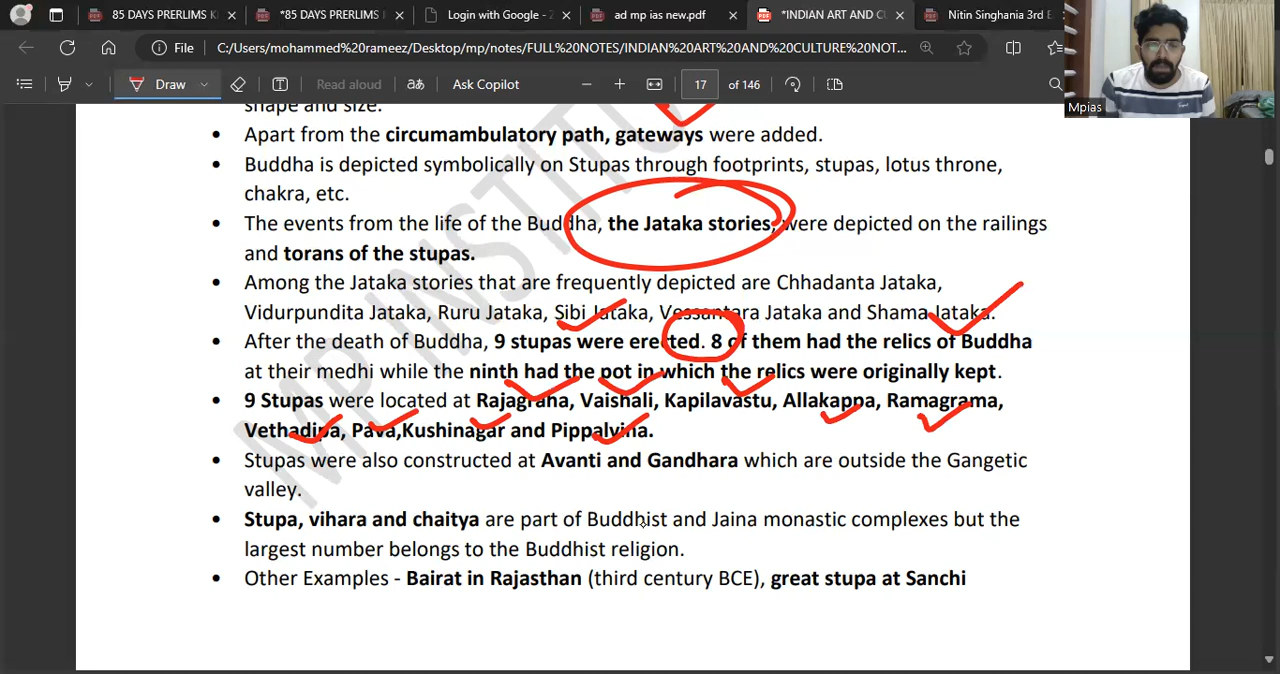 85 DAYS PRERLIMS K
*85 DAYS PRERLIMS
Login with Google - Z
ad mp ias new.pdf
*INDIAN ART AND CU
Nitin Singhania 3rd E
File
C:/Users/mohammed%20rameez/Desktop/mp/notes/FULL%20NOTES/INDIAN%20ART%20AND%20CULTURE%20NOT...
Draw
Read aloud
aあ
Ask Copilot
17
of 146
Mpias
shape and size.
• Apart from the circumambulatory path, gateways were added.
• Buddha is depicted symbolically on Stupas through footprints, stupas, lotus throne,
chakra, etc.
• The events from the life of the Buddha, the Jataka stories, were depicted on the railings
and torans of the stupas.
• Among the Jataka stories that are frequently depicted are Chhadanta Jataka,
Vidurpundita Jataka, Ruru Jataka, Sibi Jataka, Vessantara Jataka and Shama Jataka.
• After the death of Buddha, 9 stupas were erected. 8 of them had the relics of Buddha
at their medhi while the ninth had the pot in which the relics were originally kept.
• 9 Stupas were located at Rajagraha, Vaishali, Kapilavastu, Allakappa, Ramagrama,
Vethadipa, Pava,Kushinagar and Pippalvina.
• Stupas were also constructed at Avanti and Gandhara which are outside the Gangetic
valley.
• Stupa, vihara and chaitya are part of Buddhist and Jaina monastic complexes but the
largest number belongs to the Buddhist religion.
• Other Examples - Bairat in Rajasthan (third century BCE), great stupa at Sanchi
MP INSTITU